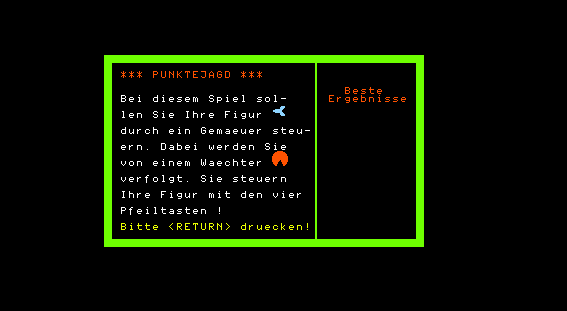 *** PUNKTEJAGD ***
Bei diesem Spiel sol-
len Sie Ihre Figur
durch ein Gemaeuer steu-
ern. Dabei werden Sie
von einem Waechter
verfolgt. Sie steuern
Ihre Figur mit den vier
Pfeiltasten !
Bitte <RETURN> druecken!
Beste
Ergebnisse